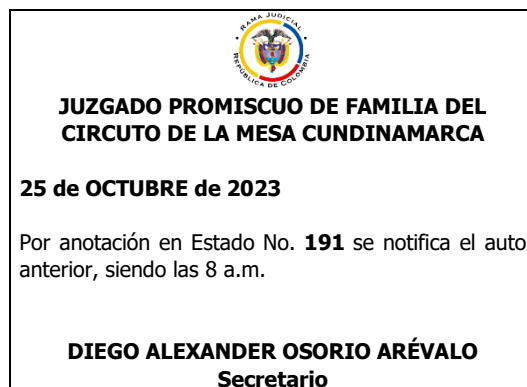 RAMA JUDICIAL
REPÚBLICA DE COLOMBIA
JUZGADO PROMISCUO DE FAMILIA DEL
CIRCUTO DE LA MESA CUNDINAMARCA
25 de OCTUBRE de 2023
Por anotación en Estado No. 191 se notifica el auto
anterior, siendo las 8 a.m.
DIEGO ALEXANDER OSORIO ARÉVALO
Secretario